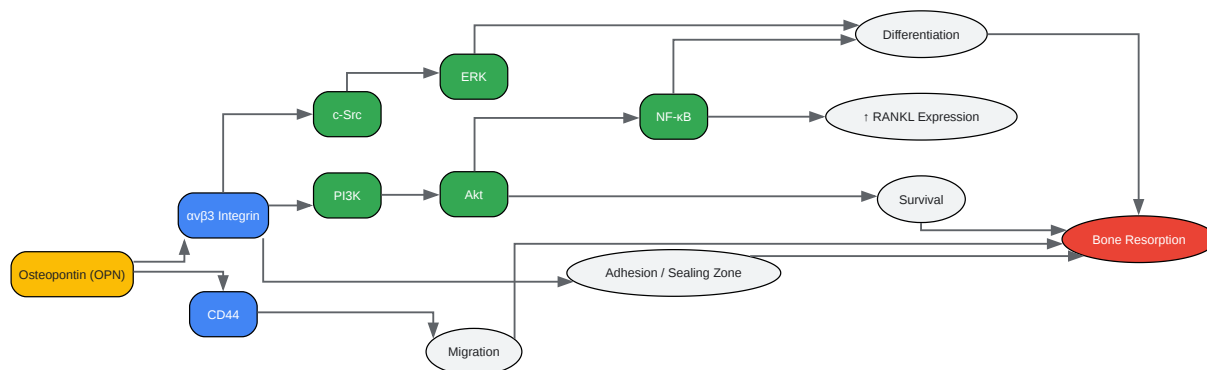 Differentiation
ERK
c-Src
NF-κB
↑ RANKL Expression
PI3K
Akt
Survival
αvβ3 Integrin
Bone Resorption
Osteopontin (OPN)
Adhesion / Sealing Zone
CD44
Migration